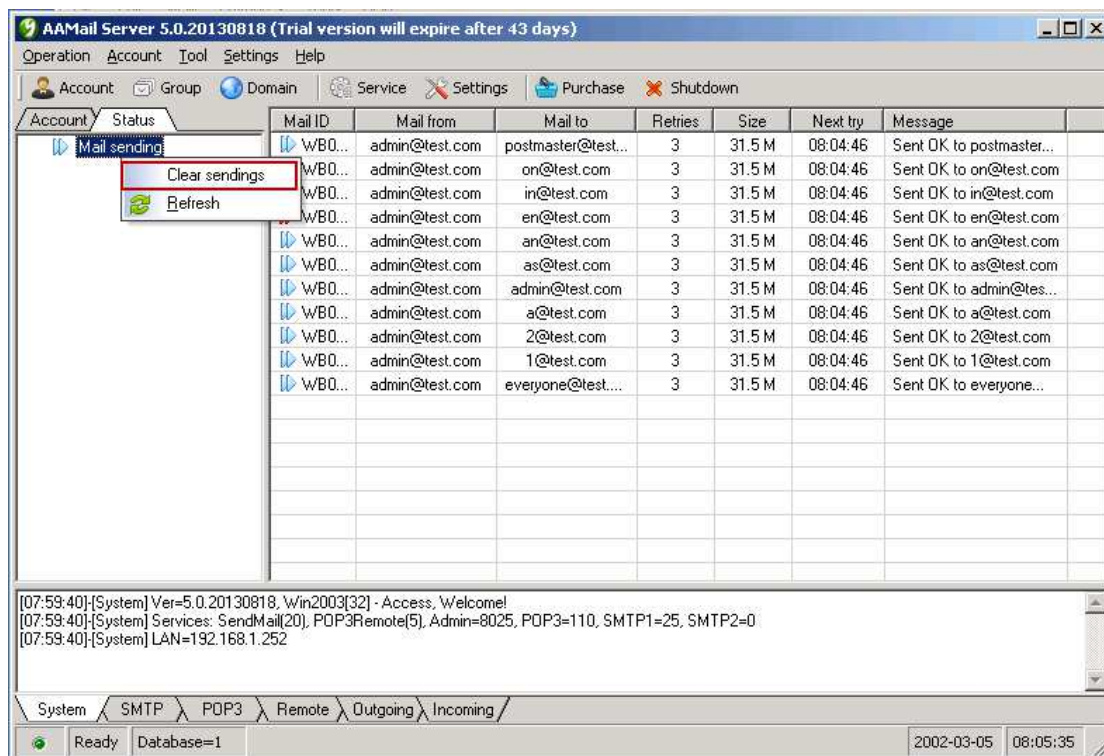 AAMail Server 5.0.20130818 (Trial version will expire after 43 days)
Operation Account Tool Settings Help
Account Group Domain Service Settings Purchase Shutdown
Account Status
Mail sending
Clear sendings
Refresh
Mail ID Mail from Mail to Retries Size Next try Message
WB0... admin@test.com postmaster@test... 3 31.5 M 08:04:46 Sent OK to postmaster...
WB0... admin@test.com on@test.com 3 31.5 M 08:04:46 Sent OK to on@test.com
WB0... admin@test.com in@test.com 3 31.5 M 08:04:46 Sent OK to in@test.com
WB0... admin@test.com en@test.com 3 31.5 M 08:04:46 Sent OK to en@test.com
WB0... admin@test.com an@test.com 3 31.5 M 08:04:46 Sent OK to an@test.com
WB0... admin@test.com as@test.com 3 31.5 M 08:04:46 Sent OK to as@test.com
WB0... admin@test.com admin@test.com 3 31.5 M 08:04:46 Sent OK to admin@tes...
WB0... admin@test.com a@test.com 3 31.5 M 08:04:46 Sent OK to a@test.com
WB0... admin@test.com 2@test.com 3 31.5 M 08:04:46 Sent OK to 2@test.com
WB0... admin@test.com 1@test.com 3 31.5 M 08:04:46 Sent OK to 1@test.com
WB0... admin@test.com everyone@test.... 3 31.5 M 08:04:46 Sent OK to everyone...
[07:59:40]-[System] Ver=5.0.20130818, Win2003[32] - Access, Welcome!
[07:59:40]-[System] Services: SendMail(20), POP3Remote(5), Admin=8025, POP3=110, SMTP1=25, SMTP2=0
[07:59:40]-[System] LAN=192.168.1.252
System SMTP POP3 Remote Outgoing Incoming
Ready Database=1 2002-03-05 08:05:35